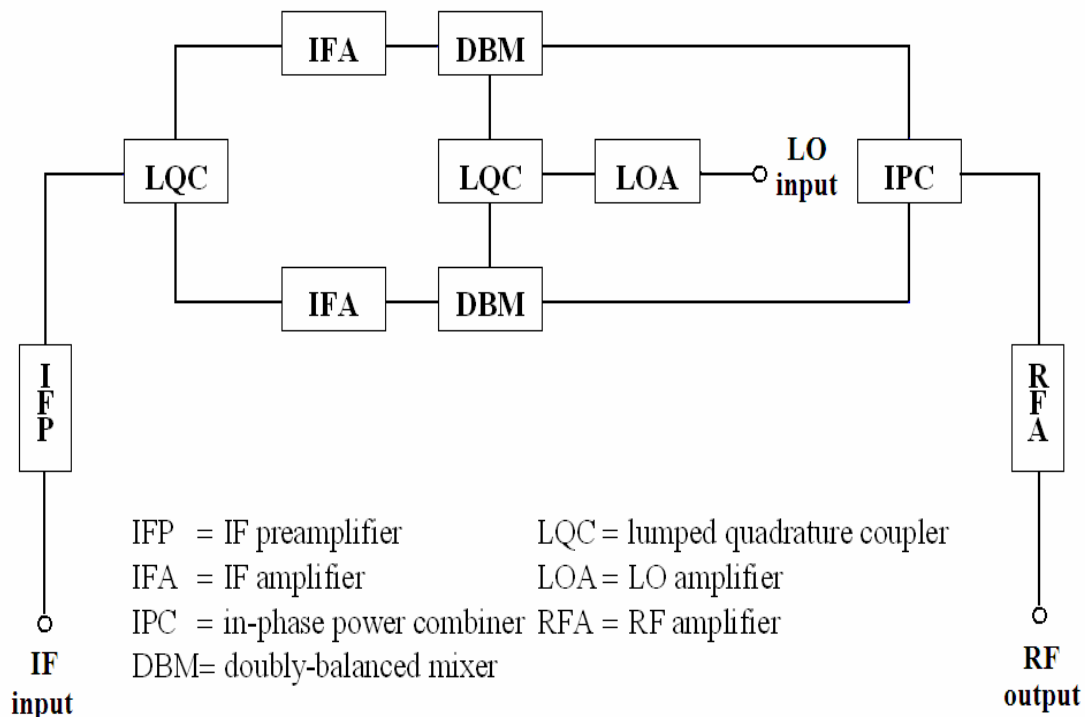 IFA DBM
LQC LQC LOA LO input IPC
IFA DBM
IFP
RFA
IFP = IF preamplifier LQC = lumped quadrature coupler
IFA = IF amplifier LOA = LO amplifier
IPC = in-phase power combiner RFA = RF amplifier
DBM= doubly-balanced mixer
IF
input
RF
output